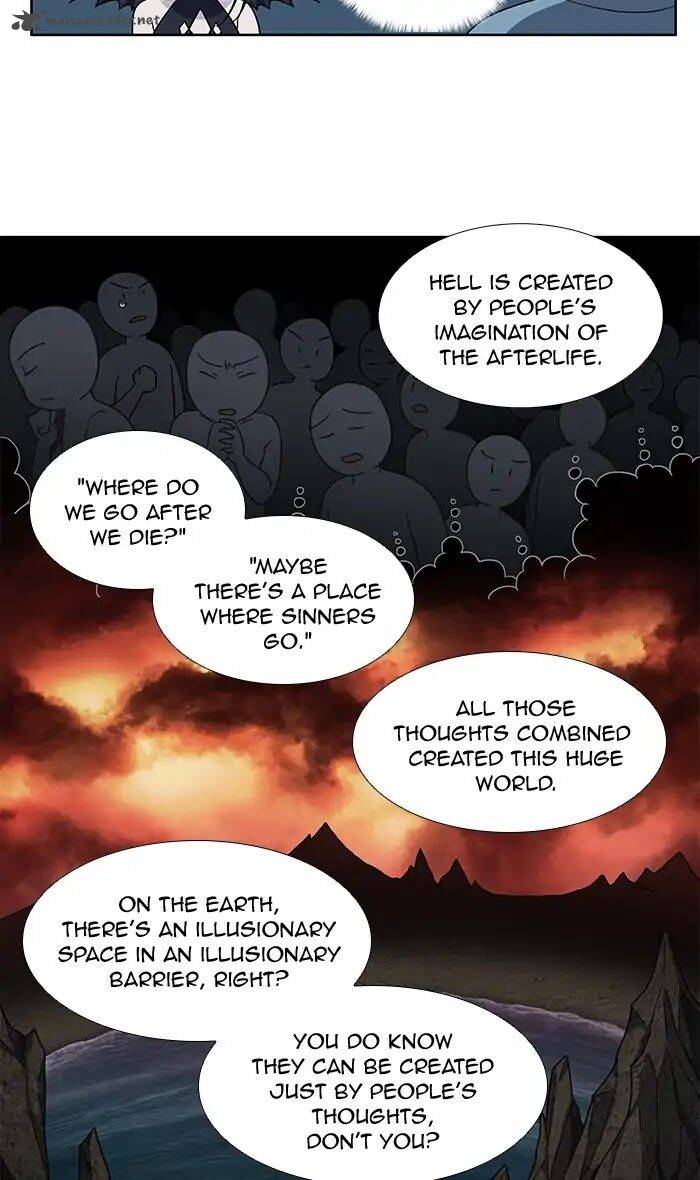 mangareader.net
HELL IS CREATED
BY PEOPLE'S
IMAGINATION OF
THE AFTERLIFE.
"WHERE DO
WE GO AFTER
WE DIE?"
"MAYBE
THERE'S A PLACE
WHERE SINNERS
GO."
ALL THOSE
THOUGHTS COMBINED
CREATED THIS HUGE
WORLD.
ON THE EARTH,
THERE'S AN ILLUSIONARY
SPACE IN AN ILLUSIONARY
BARRIER, RIGHT?
YOU DO KNOW
THEY CAN BE CREATED
JUST BY PEOPLE'S
THOUGHTS,
DON'T YOU?